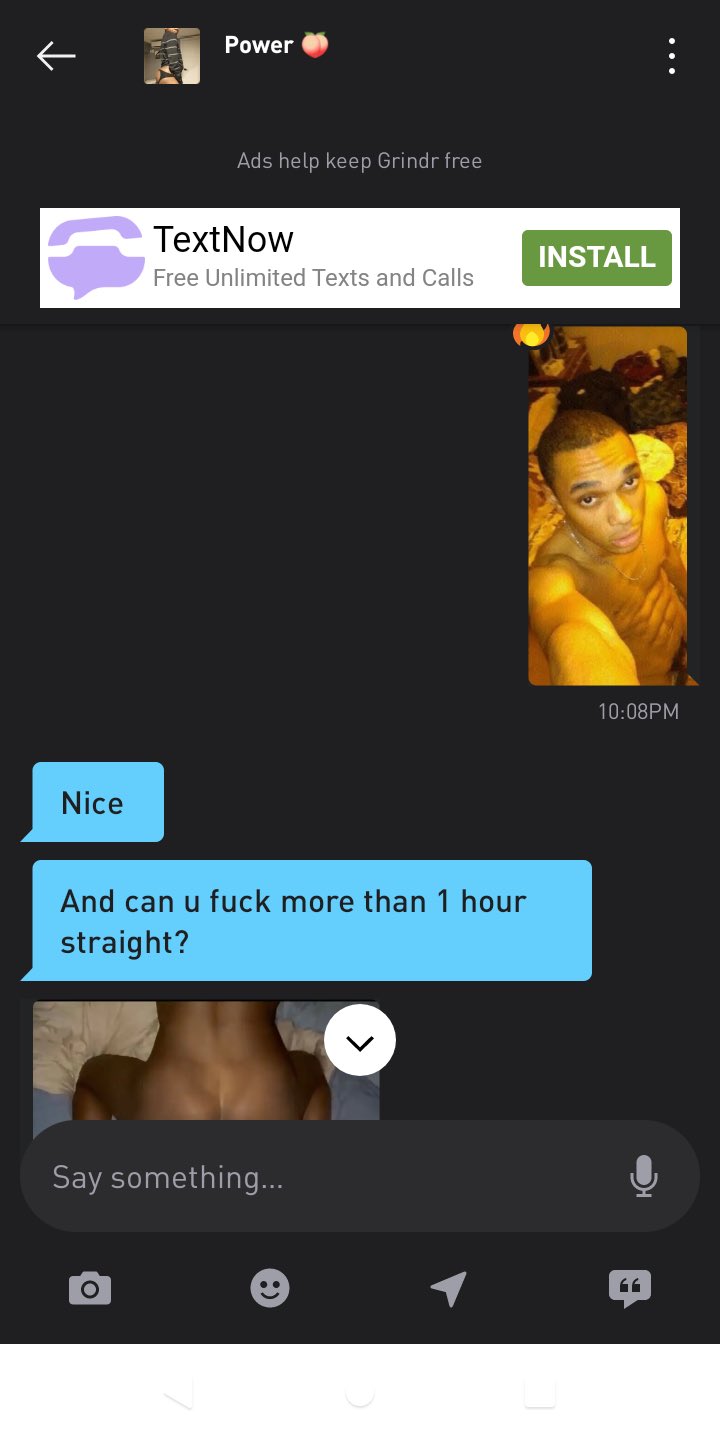 Power 🍑
Ads help keep Grindr free
TextNow
Free Unlimited Texts and Calls
INSTALL
10:08PM
Nice
And can u fuck more than 1 hour
straight?
Say something...